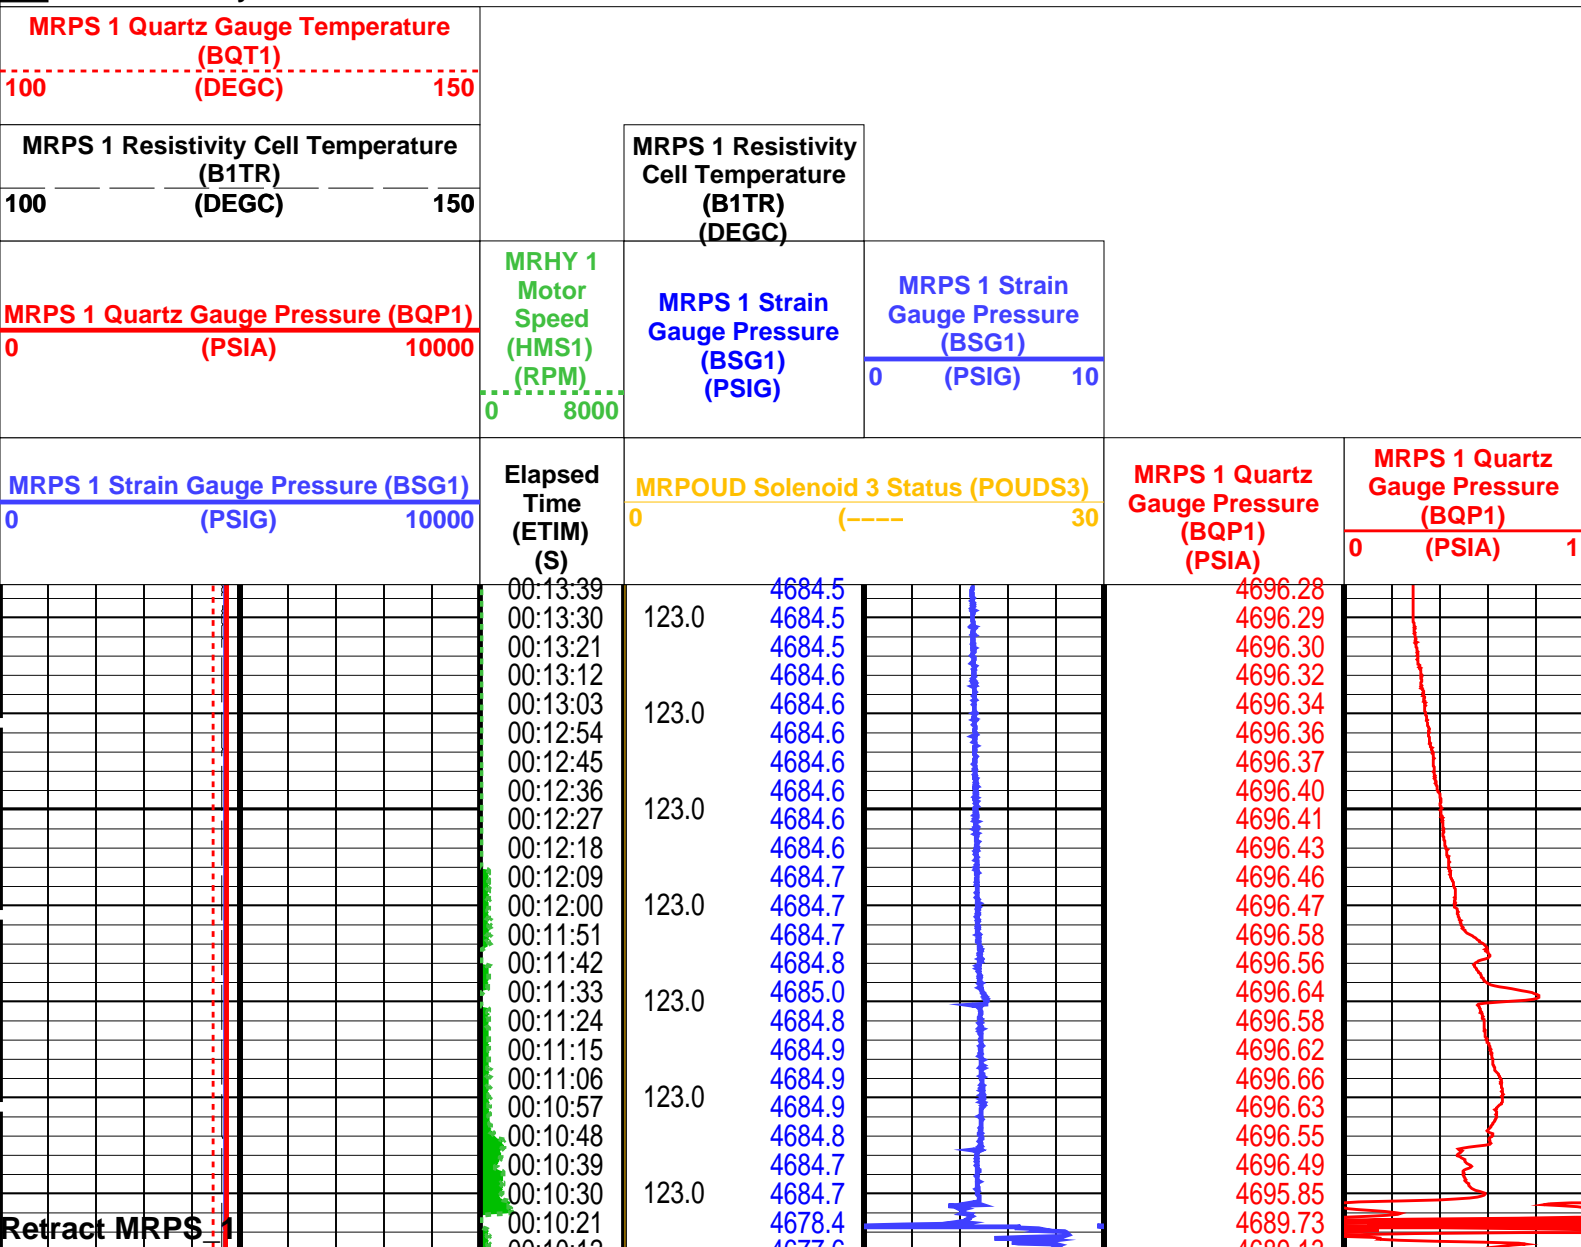 MRPS 1 Quartz Gauge Temperature
(BQT1)
100 (DEGC) 150
MRPS 1 Resistivity Cell Temperature
(B1TR)
100 (DEGC) 150
MRPS 1 Resistivity
Cell Temperature
(B1TR)
(DEGC)
MRPS 1 Quartz Gauge Pressure (BQP1)
0 (PSIA) 10000
MRHY 1
Motor
Speed
(HMS1)
(RPM)
0 8000
MRPS 1 Strain
Gauge Pressure
(BSG1)
(PSIG)
MRPS 1 Strain
Gauge Pressure
(BSG1)
0 (PSIG) 10
MRPS 1 Strain Gauge Pressure (BSG1)
0 (PSIG) 10000
Elapsed
Time
(ETIM)
(S)
MRPOUD Solenoid 3 Status (POUDS3)
0 (---- 30
MRPS 1 Quartz
Gauge Pressure
(BQP1)
(PSIA)
MRPS 1 Quartz
Gauge Pressure
(BQP1)
0 (PSIA) 1
00:13:39 4684.5 4696.28
00:13:30 123.0 4684.5 4696.29
00:13:21 4684.5 4696.30
00:13:12 4684.6 4696.32
00:13:03 123.0 4684.6 4696.34
00:12:54 4684.6 4696.36
00:12:45 4684.6 4696.37
00:12:36 4684.6 4696.40
00:12:27 123.0 4684.6 4696.41
00:12:18 4684.6 4696.43
00:12:09 4684.7 4696.46
00:12:00 123.0 4684.7 4696.47
00:11:51 4684.7 4696.58
00:11:42 4684.8 4696.56
00:11:33 123.0 4685.0 4696.64
00:11:24 4684.8 4696.58
00:11:15 4684.9 4696.62
00:11:06 4684.9 4696.66
00:10:57 123.0 4684.9 4696.63
00:10:48 4684.8 4696.55
00:10:39 4684.7 4696.49
00:10:30 123.0 4684.7 4695.85
Retract MRPS_1 00:10:21 4678.4 4689.73